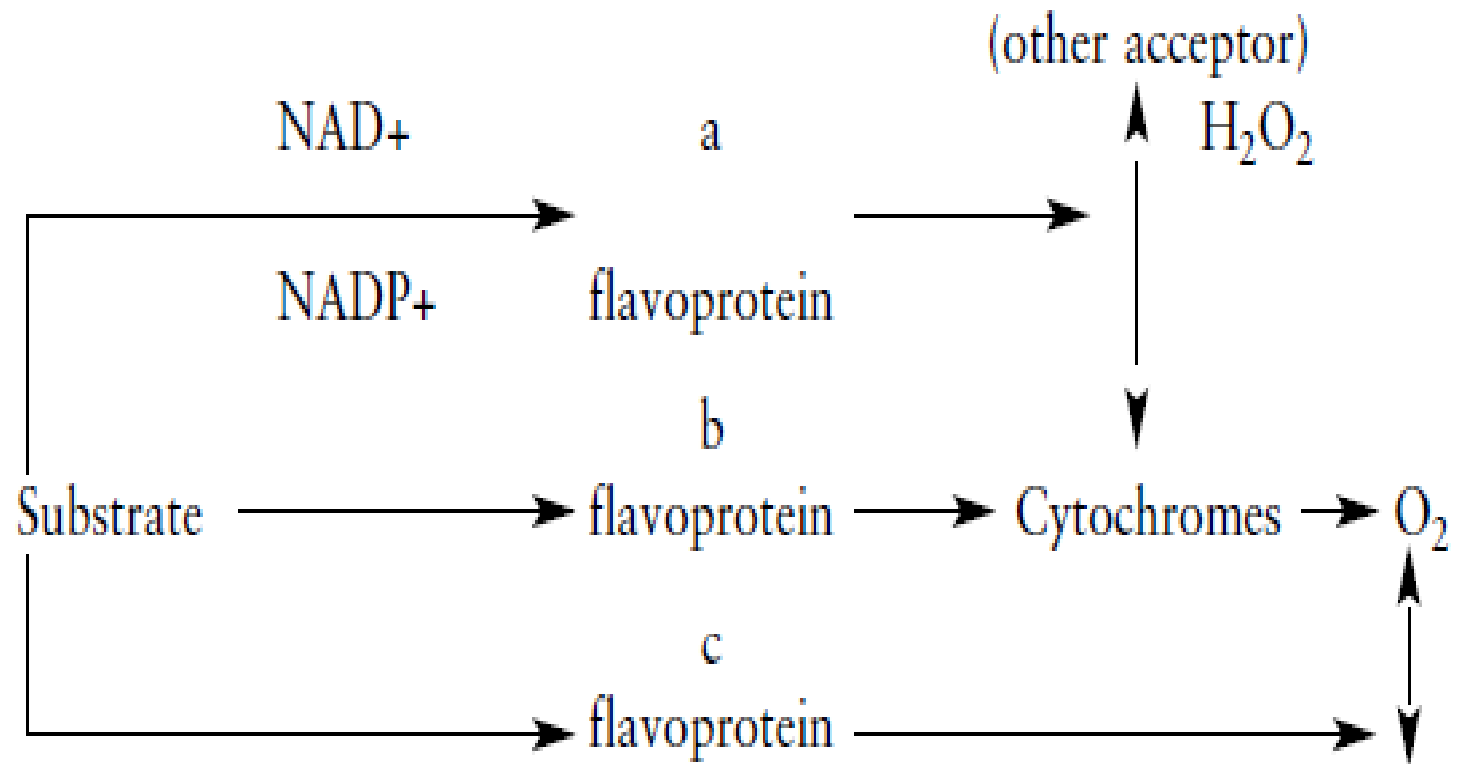 (other acceptor)
NAD+ a H₂O₂
NADP+ flavoprotein
b
Substrate flavoprotein Cytochromes O₂
c
flavoprotein